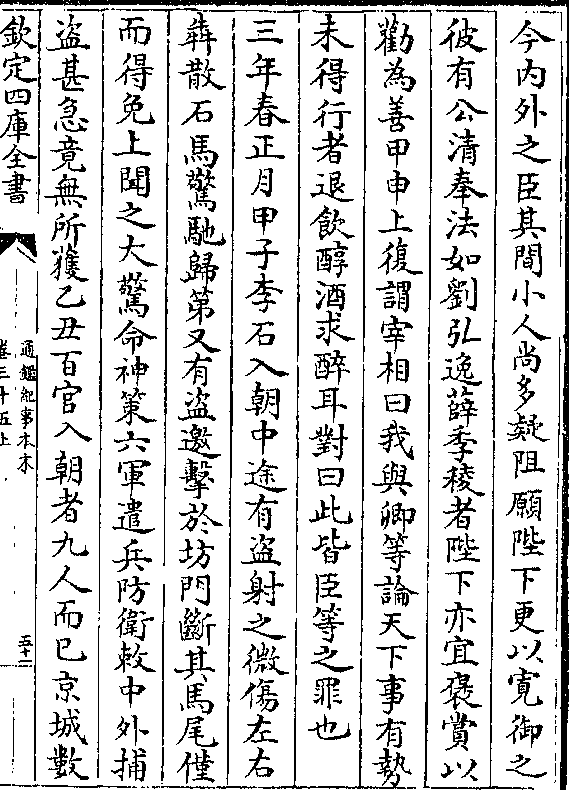 今内外之臣其間小人尚多疑阻願陛下更以寛御之
彼有公清奉法如劉弘逸薛季稜者陛下亦宜褒賞以
勸為善甲申上復謂宰相曰我與卿等論天下事有勢
未得行者退飲醇酒求醉耳對曰此皆臣等之罪也
三年春正月甲子李石入朝中途有盗射之微傷左右
犇散石馬驚馳歸第又有盗邀擊於坊門斷其馬尾僅
而得免上聞之大驚命神策六軍遣兵防衛敕中外捕
盗甚急竟無所獲乙丑百官入朝者九人而已京城數
欽定四庫全書
通鑑紀事本末
卷三十五上
五十二